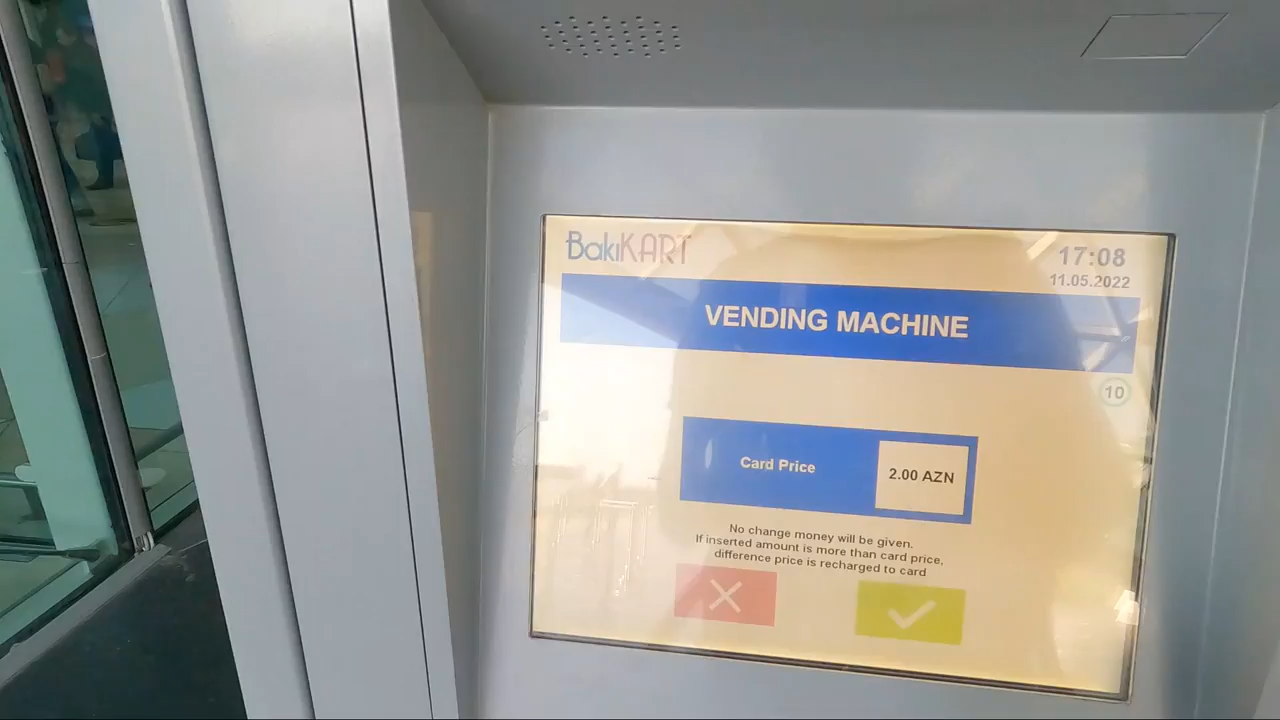 BakıKART
17:08
11.05.2022
VENDING MACHINE
10
Card Price
2.00 AZN
No change money will be given.
If inserted amount is more than card price,
difference price is recharged to card